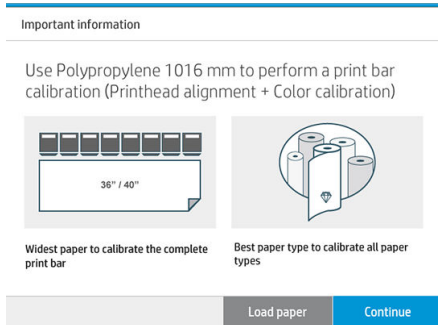 Important information
Use Polypropylene 1016 mm to perform a print bar
calibration (Printhead alignment + Color calibration)
36" / 40"
Widest paper to calibrate the complete
print bar
Best paper type to calibrate all paper
types
Load paper
Continue